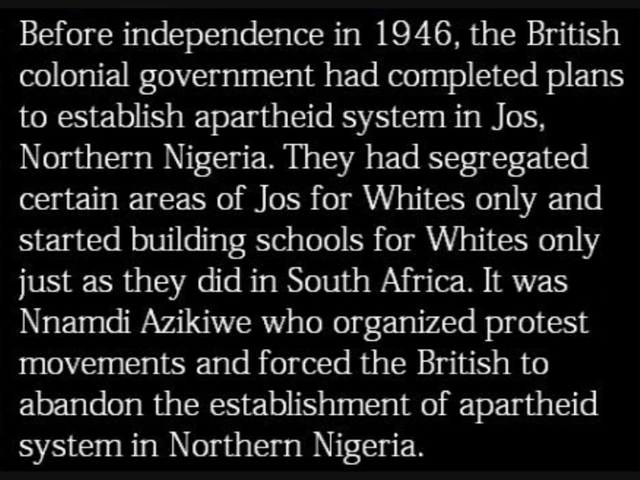 Before independence in 1946, the British
colonial government had completed plans
to establish apartheid system in Jos,
Northern Nigeria. They had segregated
certain areas of Jos for Whites only and
started building schools for Whites only
just as they did in South Africa. It was
Nnamdi Azikiwe who organized protest
movements and forced the British to
abandon the establishment of apartheid
system in Northern Nigeria.